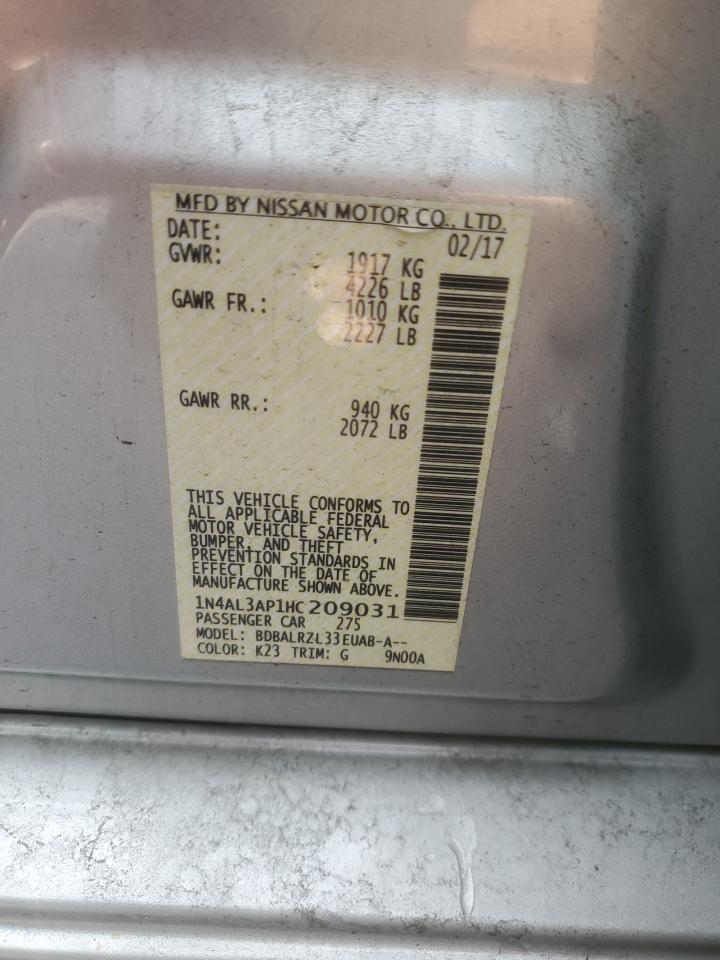 MFD BY NISSAN MOTOR CO., LTD.
DATE: 02/17
GVWR: 1917 KG
4226 LB
GAWR FR.: 1010 KG
2227 LB
GAWR RR.: 940 KG
2072 LB
THIS VEHICLE CONFORMS TO
ALL APPLICABLE FEDERAL
MOTOR VEHICLE SAFETY,
BUMPER, AND THEFT
PREVENTION STANDARDS IN
EFFECT ON THE DATE OF
MANUFACTURE SHOWN ABOVE.
1N4AL3AP1HC209031
PASSENGER CAR 275
MODEL: BDBALRZL33EUAB-A--
COLOR: K23 TRIM: G 9N00A